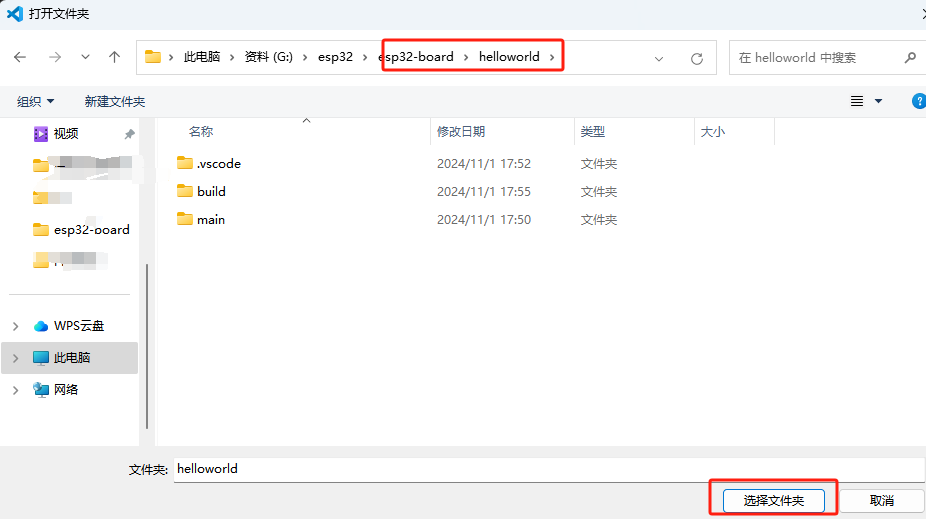 打开文件夹
此电脑 > 资料 (G:) > esp32 > esp32-board > helloworld >
在 helloworld 中搜索
组织 新建文件夹
视频
esp32-board
WPS云盘
此电脑
网络
名称 修改日期 类型 大小
.vscode 2024/11/1 17:52 文件夹
build 2024/11/1 17:55 文件夹
main 2024/11/1 17:50 文件夹
文件夹: helloworld
选择文件夹 取消